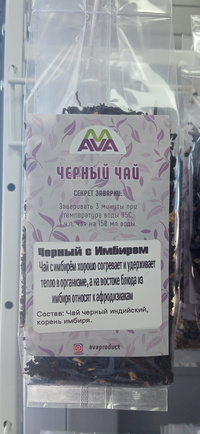 AVA
ЧЕРНЫЙ ЧАЙ
СЕКРЕТ ЗАВАРКИ:
Заваривать 3 минуты при
температуре воды 95С,
1 ч.л. чая на 150 мл воды.
Черный с Имбирем
Чай с имбирём хорошо согревает и удерживает
тепло в организме, а на востоке блюда из
имбиря относят к афродизиакам
Состав: Чай черный индийский,
корень имбиря.
avaproduct